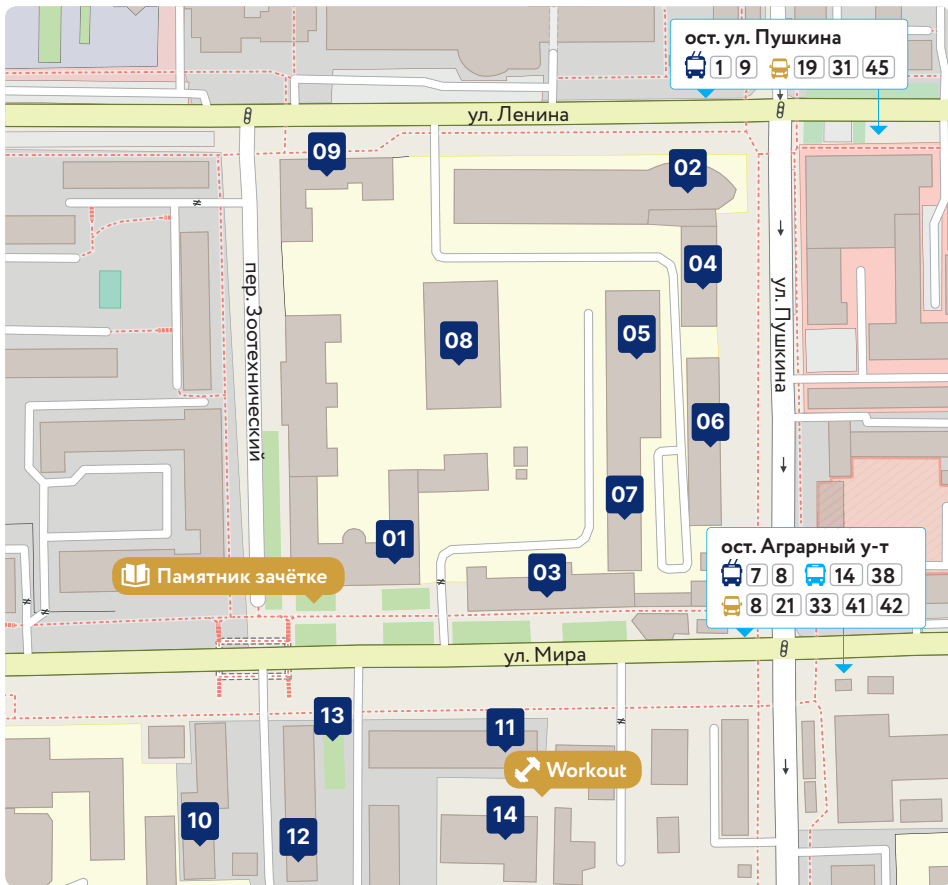 ост. ул. Пушкина
1 9 19 31 45
ул. Ленина
09
02
04
пер. Зоотехнический
ул. Пушкина
05
08
06
07
01
03
Памятник зачётке
ост. Аграрный у-т
7 8 14 38
8 21 33 41 42
ул. Мира
13
11
Workout
10
12
14